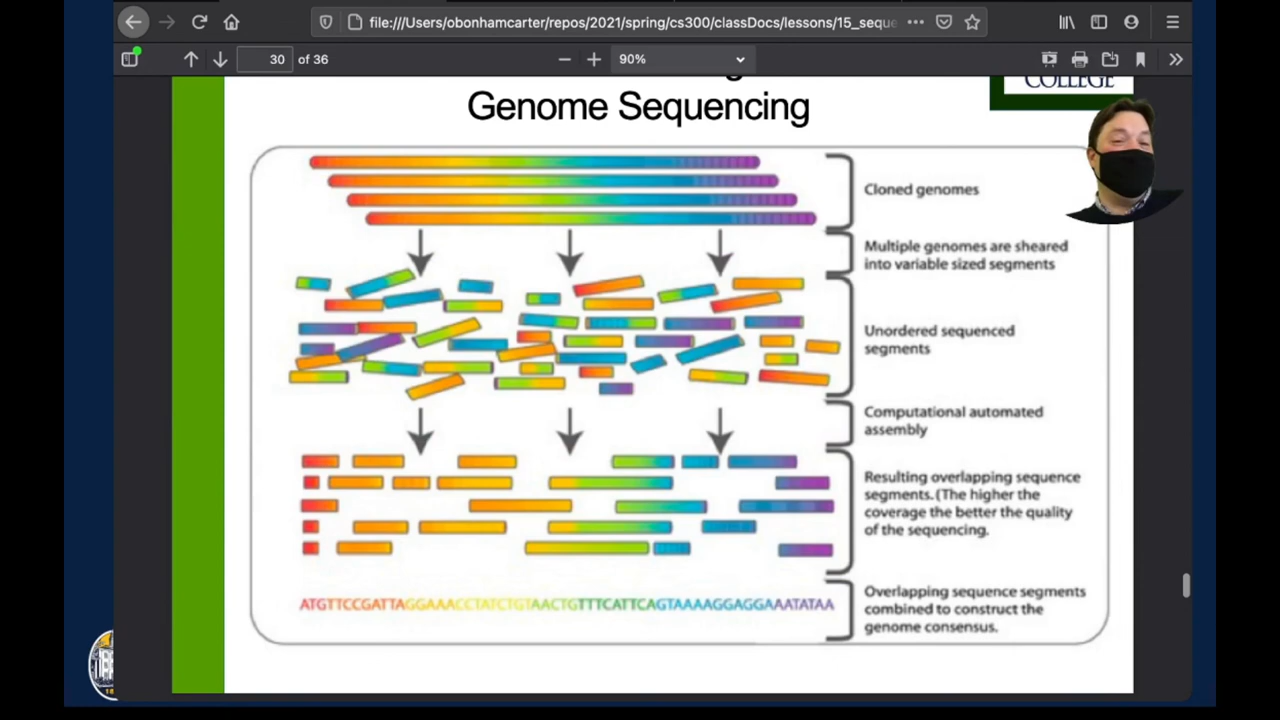 file:///Users/obonhamcarter/repos/2021/spring/cs300/classDocs/lessons/15_seque
30 of 36
90%
COLLEGE
Genome Sequencing
Cloned genomes
Multiple genomes are sheared
into variable sized segments
Unordered sequenced
segments
Computational automated
assembly
Resulting overlapping sequence
segments. (The higher the
coverage the better the quality
of the sequencing.
ATGTTCCGATTAGGAAACCTATCTGTAACTGTTTCATTCAGTAAAAGGAGGAAATATAA
Overlapping sequence segments
combined to construct the
genome consensus.